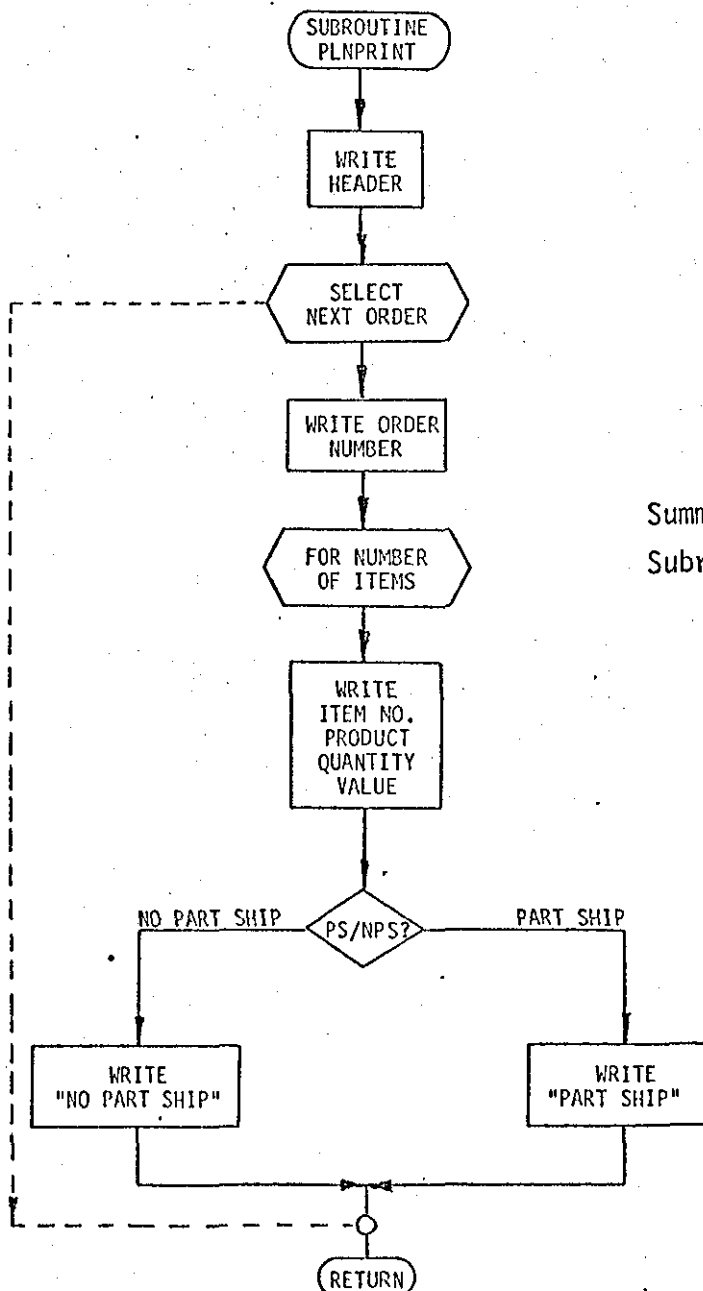 SUBROUTINE
PLNPRINT
WRITE
HEADER
SELECT
NEXT ORDER
WRITE ORDER
NUMBER
FOR NUMBER
OF ITEMS
WRITE
ITEM NO.
PRODUCT
QUANTITY
VALUE
NO PART SHIP
PS/NPS?
PART SHIP
WRITE
"NO PART SHIP"
WRITE
"PART SHIP"
RETURN